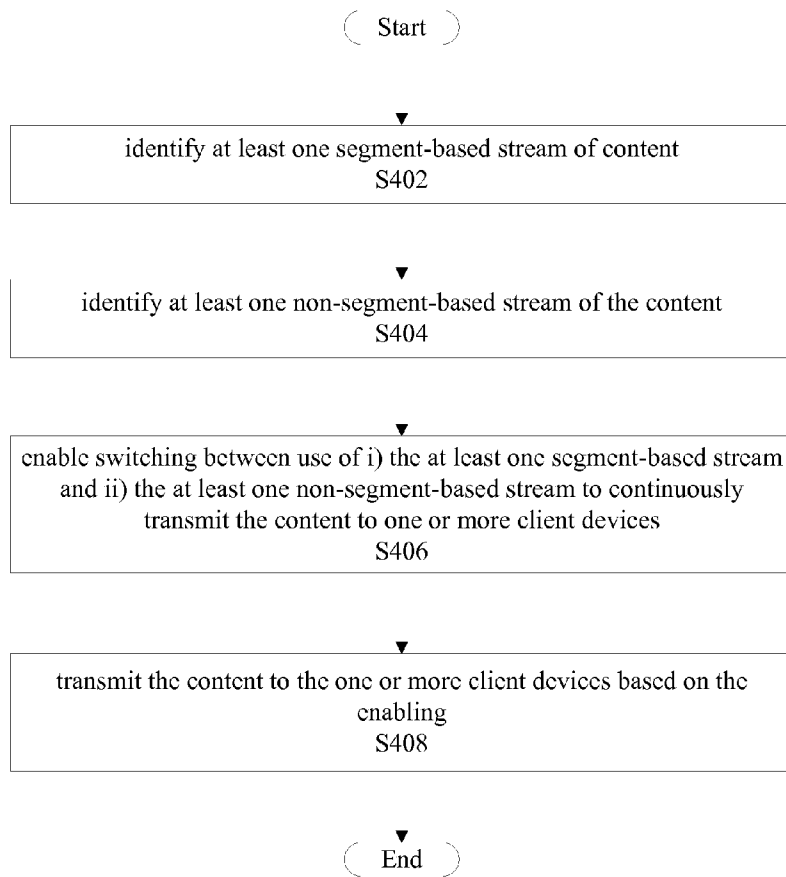 Start
identify at least one segment-based stream of content
S402
identify at least one non-segment-based stream of the content
S404
enable switching between use of i) the at least one segment-based stream
and ii) the at least one non-segment-based stream to continuously
transmit the content to one or more client devices
S406
transmit the content to the one or more client devices based on the
enabling
S408
End